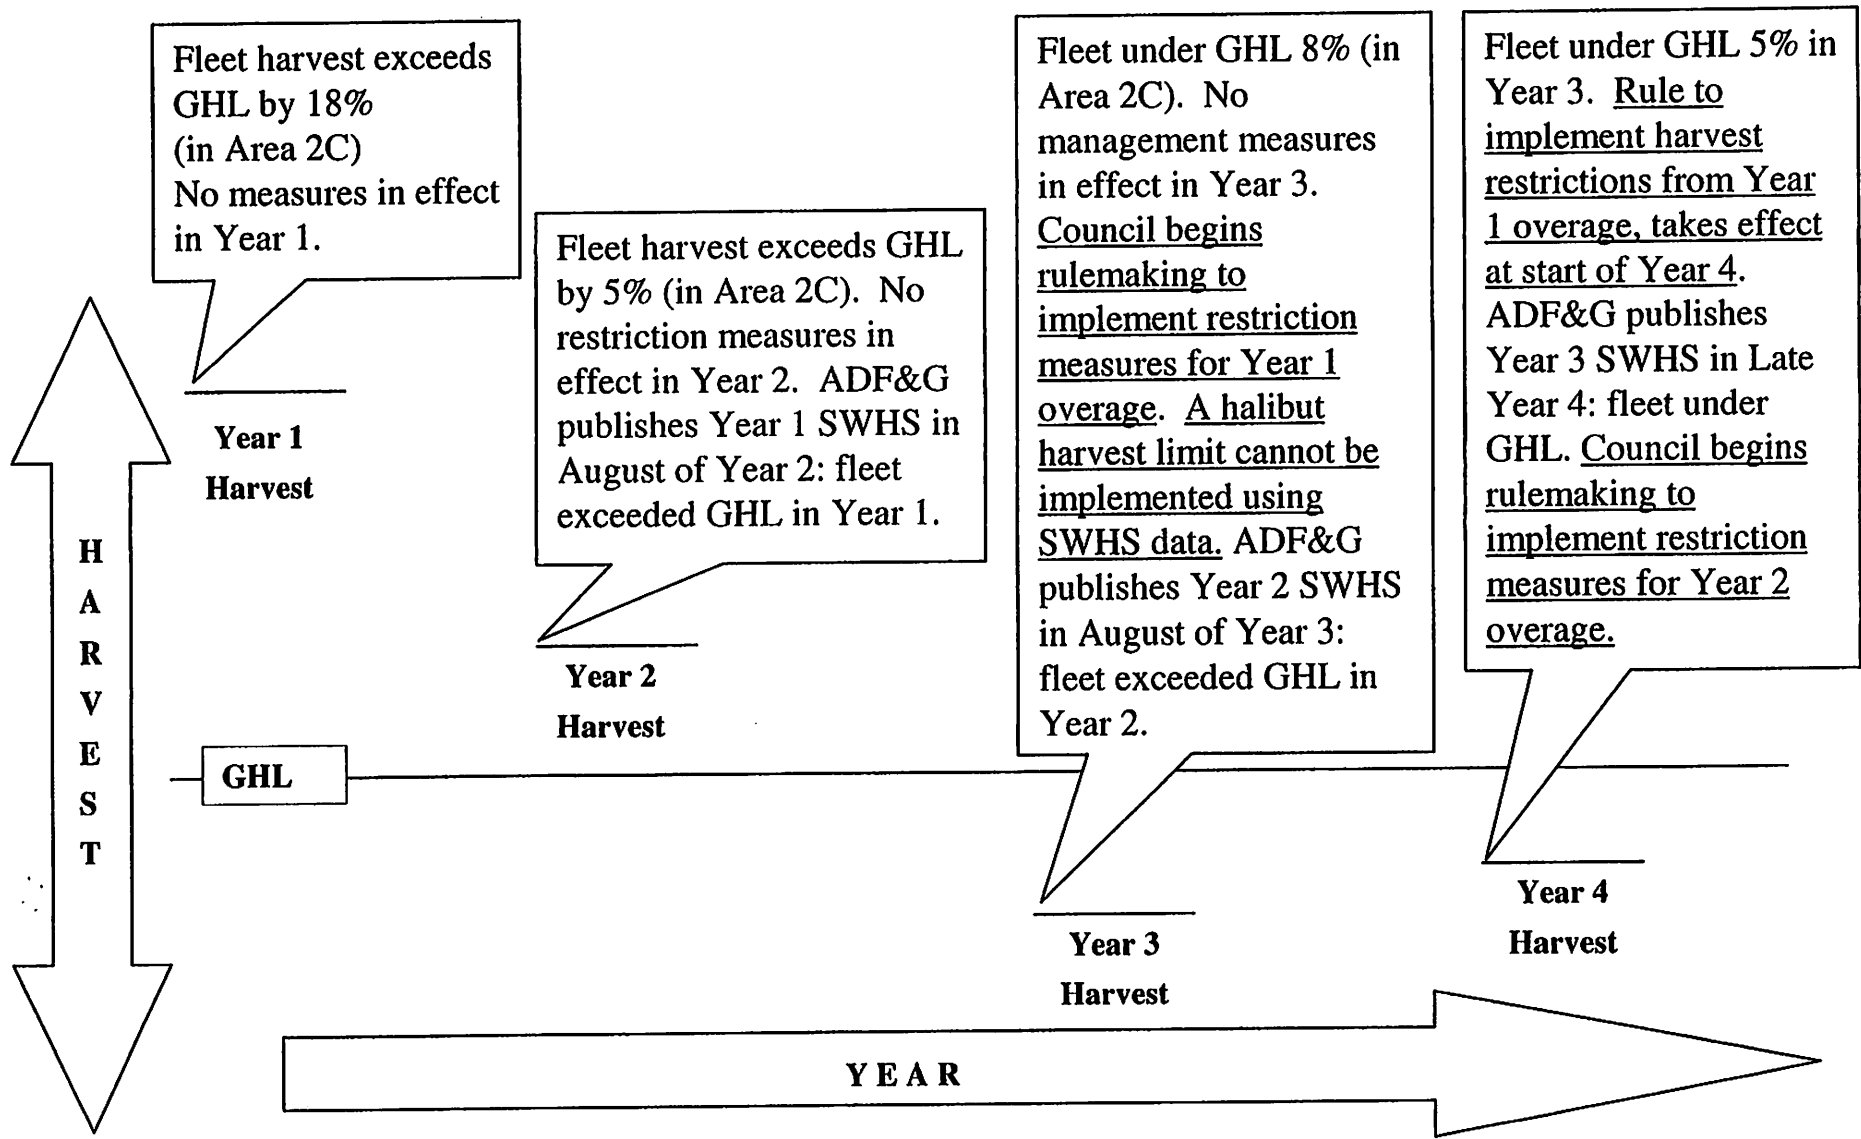 Fleet harvest exceeds
GHL by 18%
(in Area 2C)
No measures in effect
in Year 1.
Year 1
Harvest
Fleet harvest exceeds GHL
by 5% (in Area 2C).  No
restriction measures in
effect in Year 2.  ADF&G
publishes Year 1 SWHS in
August of Year 2: fleet
exceeded GHL in Year 1.
Year 2
Harvest
Fleet under GHL 8% (in
Area 2C).  No
management measures
in effect in Year 3.
Council begins
rulemaking to
implement restriction
measures for Year 1
overage.  A halibut
harvest limit cannot be
implemented using
SWHS data. ADF&G
publishes Year 2 SWHS
in August of Year 3:
fleet exceeded GHL in
Year 2.
Year 3
Harvest
Fleet under GHL 5% in
Year 3.  Rule to
implement harvest
restrictions from Year
1 overage, takes effect
at start of Year 4.
ADF&G publishes
Year 3 SWHS in Late
Year 4: fleet under
GHL. Council begins
rulemaking to
implement restriction
measures for Year 2
overage.
Year 4
Harvest
H
A
R
V
E
S
T
GHL
YEAR